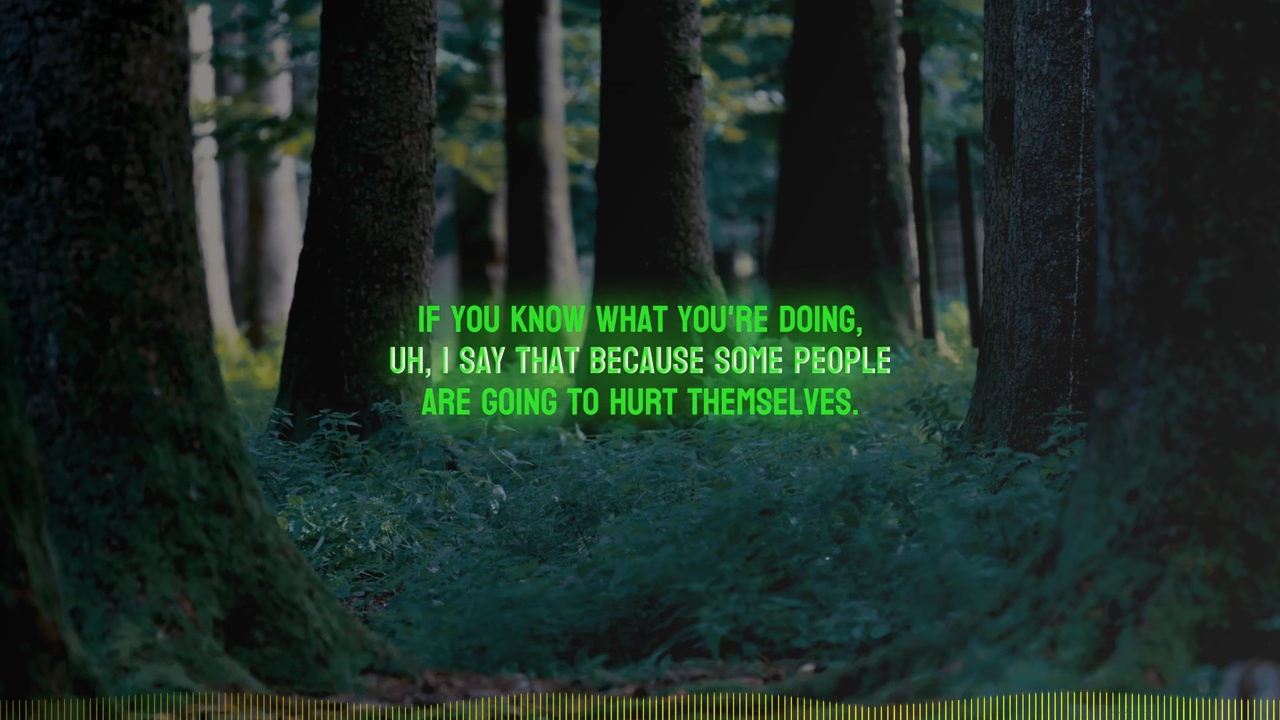 IF YOU KNOW WHAT YOU'RE DOING,
UH, I SAY THAT BECAUSE SOME PEOPLE
ARE GOING TO HURT THEMSELVES.